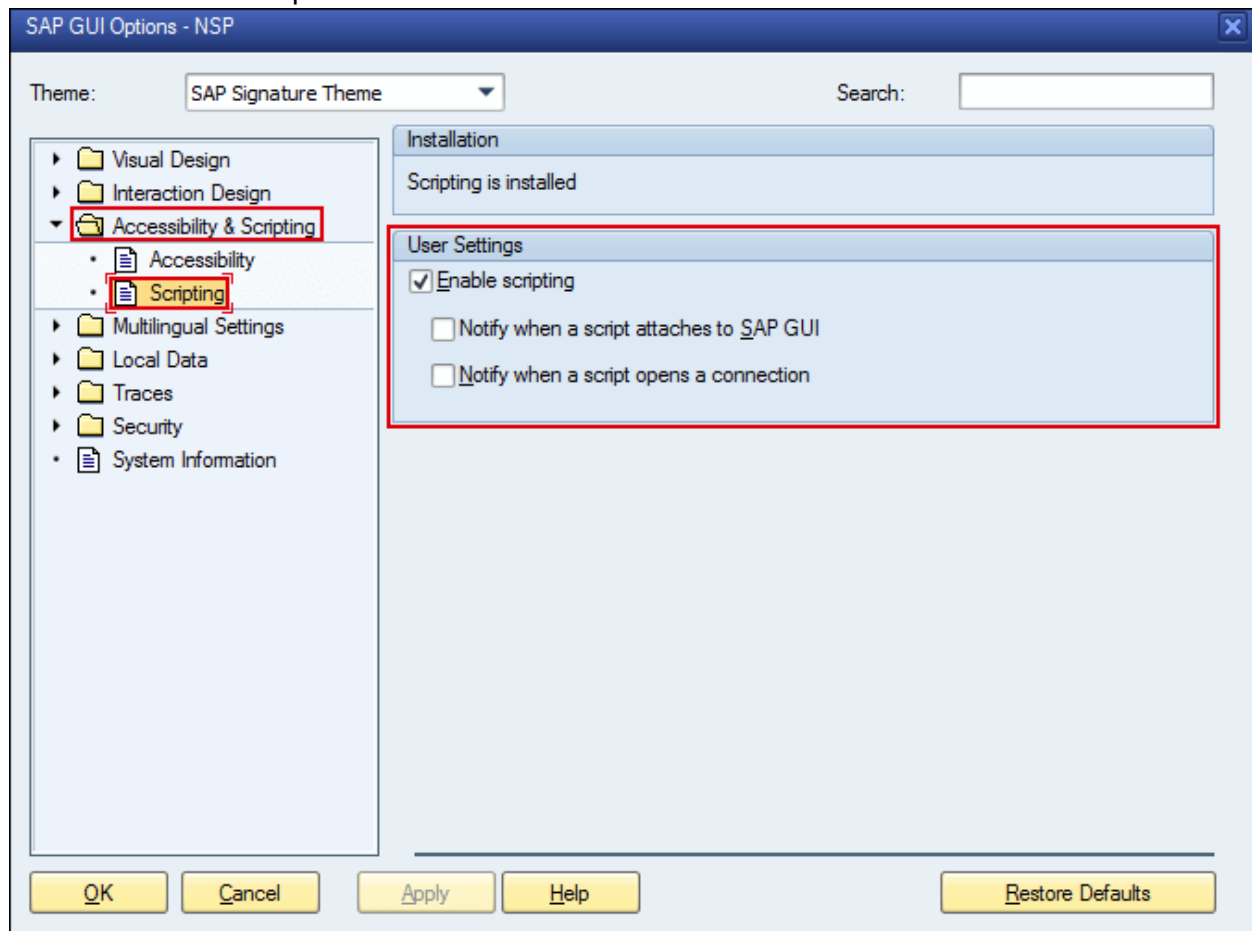 SAP GUI Options - NSP
Theme: SAP Signature Theme Search:
Visual Design
Interaction Design
Accessibility & Scripting
Accessibility
Scripting
Multilingual Settings
Local Data
Traces
Security
System Information
Installation
Scripting is installed
User Settings
Enable scripting
Notify when a script attaches to SAP GUI
Notify when a script opens a connection
OK Cancel Apply Help Restore Defaults